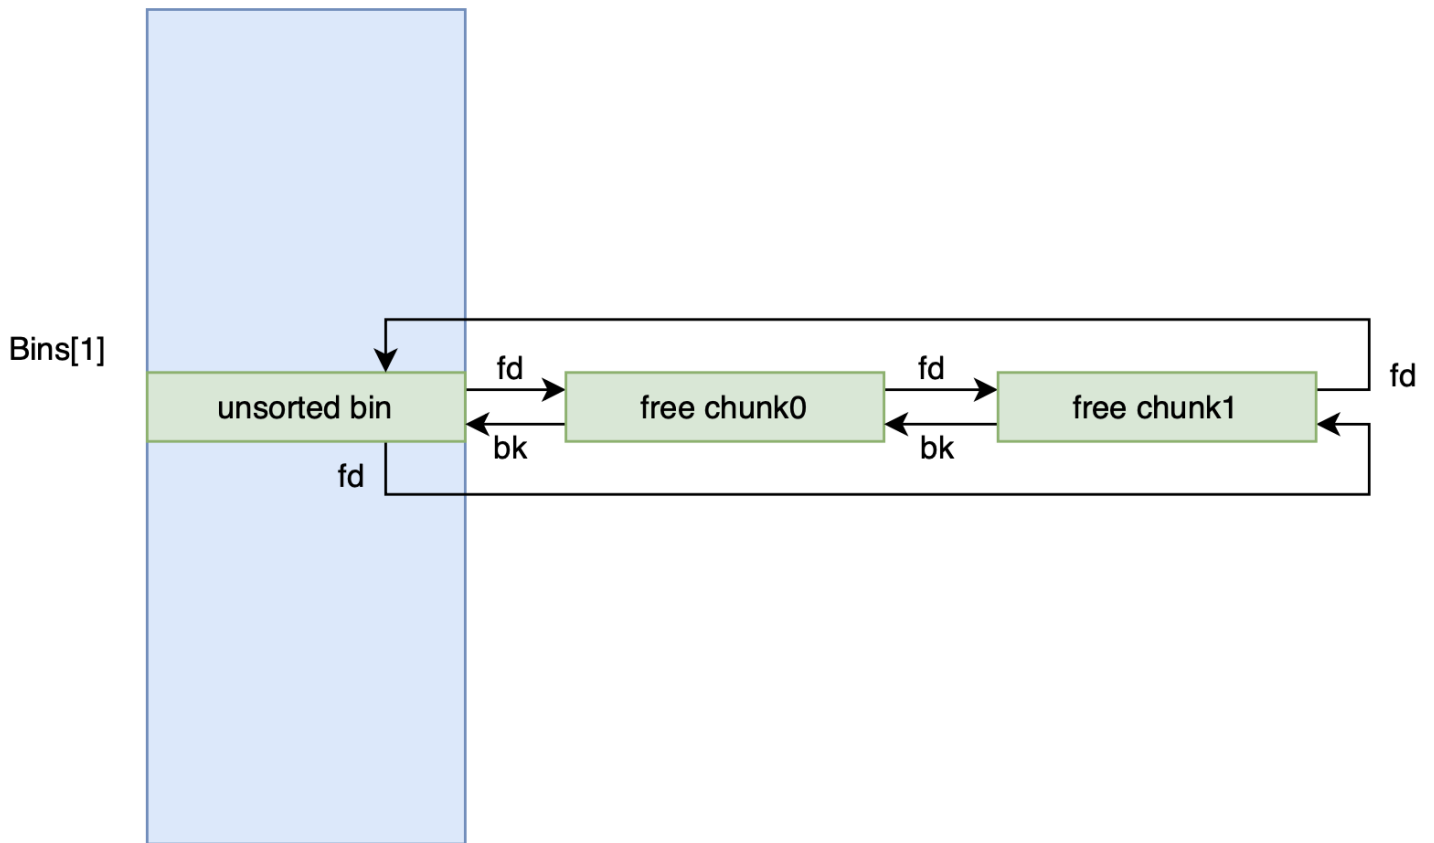 Bins[1]
fd
fd
fd
unsorted bin
free chunk0
free chunk1
bk
bk
fd